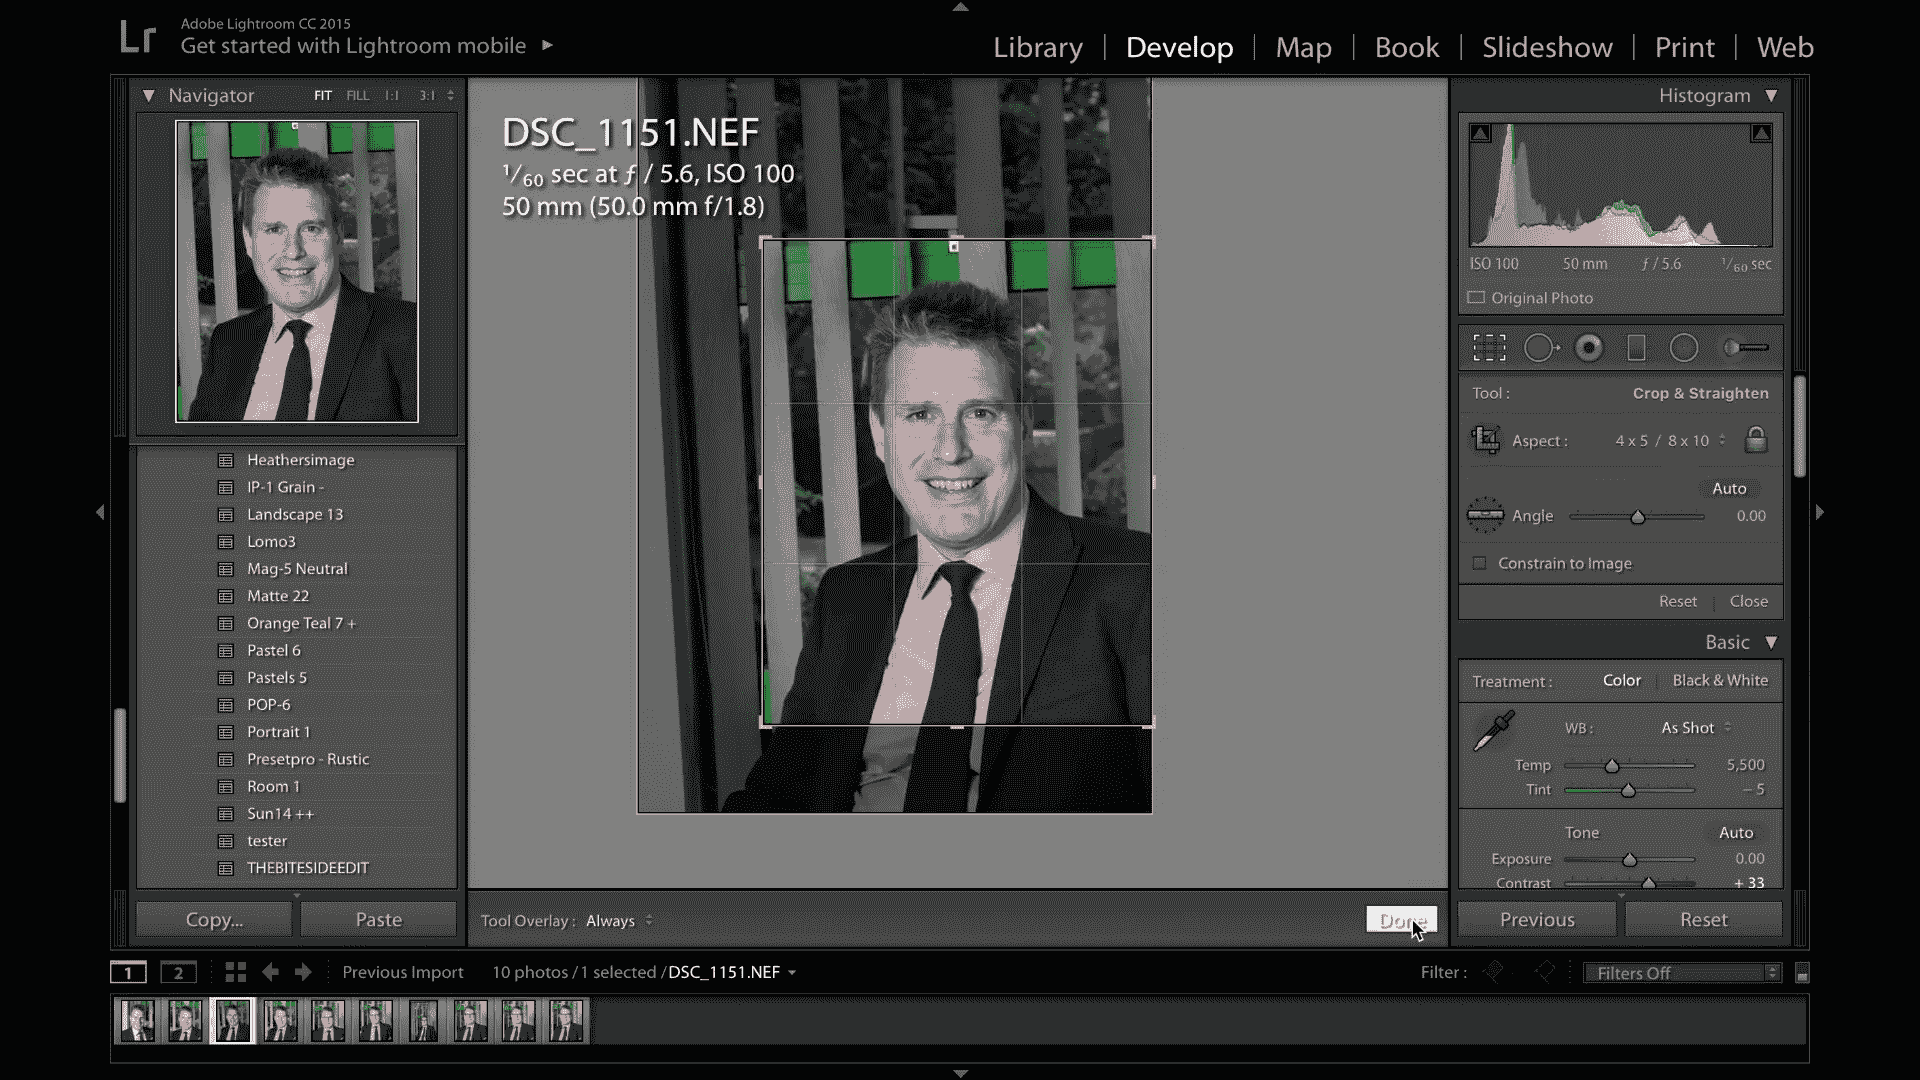 Lr
Adobe Lightroom CC 2015
Get started with Lightroom mobile
Library | Develop | Map | Book | Slideshow | Print | Web
Navigator FIT FILL 1:1 3:1
Heathersimage
IP-1 Grain -
Landscape 13
Lomo3
Mag-5 Neutral
Matte 22
Orange Teal 7 +
Pastel 6
Pastels 5
POP-6
Portrait 1
Presetpro - Rustic
Room 1
Sun14 ++
tester
THEBITESIDEEDIT
Copy... Paste
DSC_1151.NEF
1/60 sec at ƒ / 5.6, ISO 100
50 mm (50.0 mm f/1.8)
Tool Overlay : Always
Done
Histogram
ISO 100 50 mm ƒ / 5.6 1/60 sec
Original Photo
Tool : Crop & Straighten
Aspect : 4 x 5 / 8 x 10
Auto
Angle 0.00
Constrain to Image
Reset | Close
Basic
Treatment : Color | Black & White
WB : As Shot
Temp 5,500
Tint – 5
Tone Auto
Exposure 0.00
Contrast + 33
Previous Reset
1 2 Previous Import 10 photos / 1 selected / DSC_1151.NEF
Filter : Filters Off